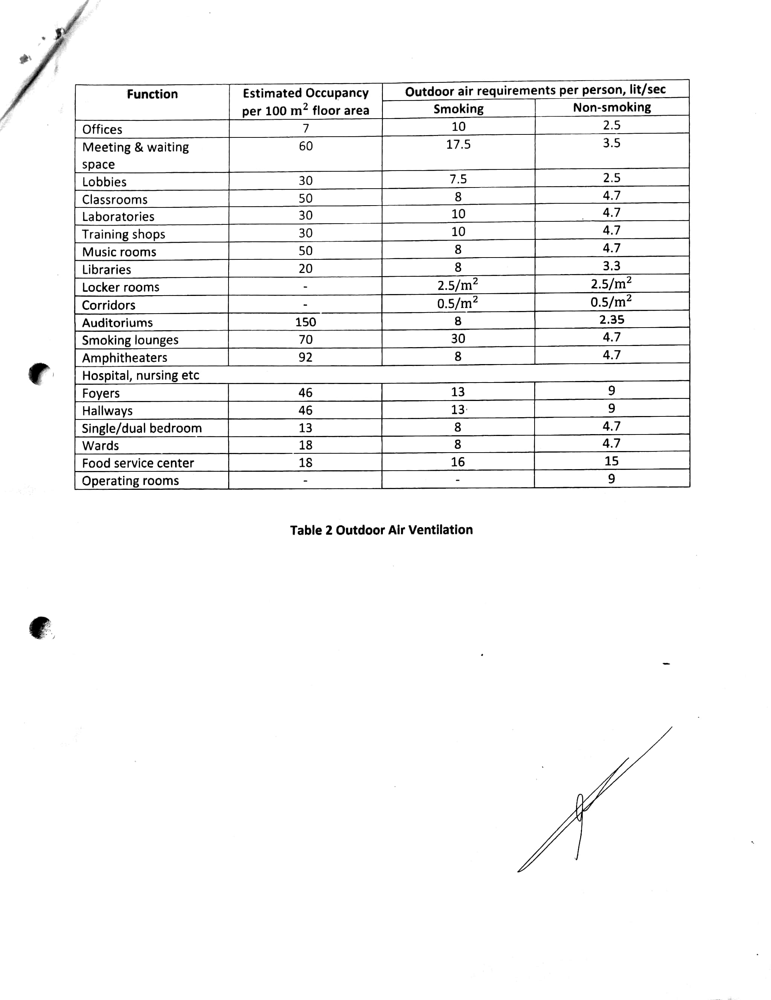 Function Estimated Occupancy per 100 m² floor area Outdoor air requirements per person, lit/sec
Smoking Non-smoking
Offices 7 10 2.5
Meeting & waiting space 60 17.5 3.5
Lobbies 30 7.5 2.5
Classrooms 50 8 4.7
Laboratories 30 10 4.7
Training shops 30 10 4.7
Music rooms 50 8 4.7
Libraries 20 8 3.3
Locker rooms - 2.5/m² 2.5/m²
Corridors - 0.5/m² 0.5/m²
Auditoriums 150 8 2.35
Smoking lounges 70 30 4.7
Amphitheaters 92 8 4.7
Hospital, nursing etc
Foyers 46 13 9
Hallways 46 13 9
Single/dual bedroom 13 8 4.7
Wards 18 8 4.7
Food service center 18 16 15
Operating rooms - - 9
Table 2 Outdoor Air Ventilation